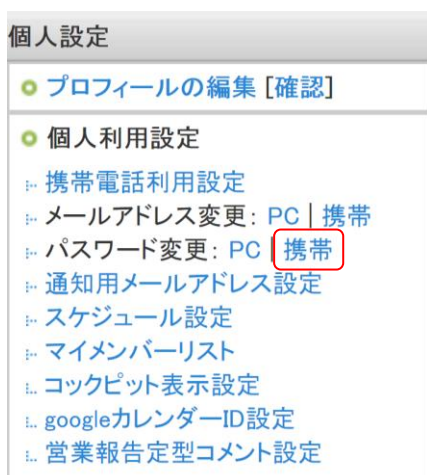 個人設定
プロフィールの編集 [確認]
個人利用設定
携帯電話利用設定
メールアドレス変更: PC | 携帯
パスワード変更: PC | 携帯
通知用メールアドレス設定
スケジュール設定
マイメンバーリスト
コックピット表示設定
googleカレンダーID設定
営業報告定型コメント設定